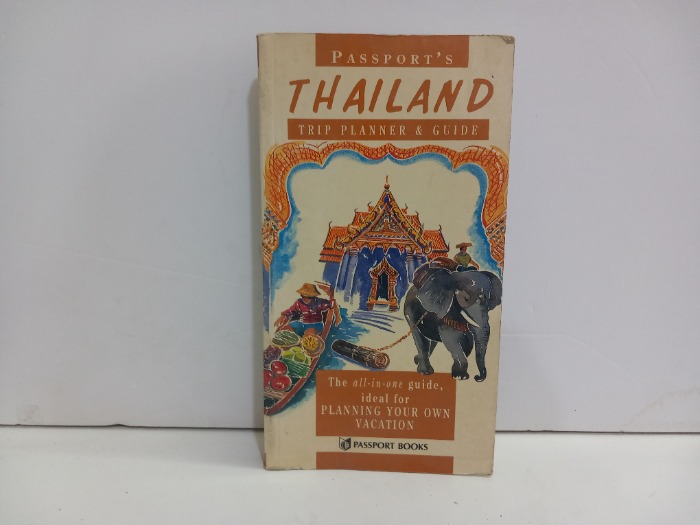 PASSPORT'S
THAILAND
TRIP PLANNER & GUIDE
The all-in-one guide,
ideal for
PLANNING YOUR OWN
VACATION
PASSPORT BOOKS